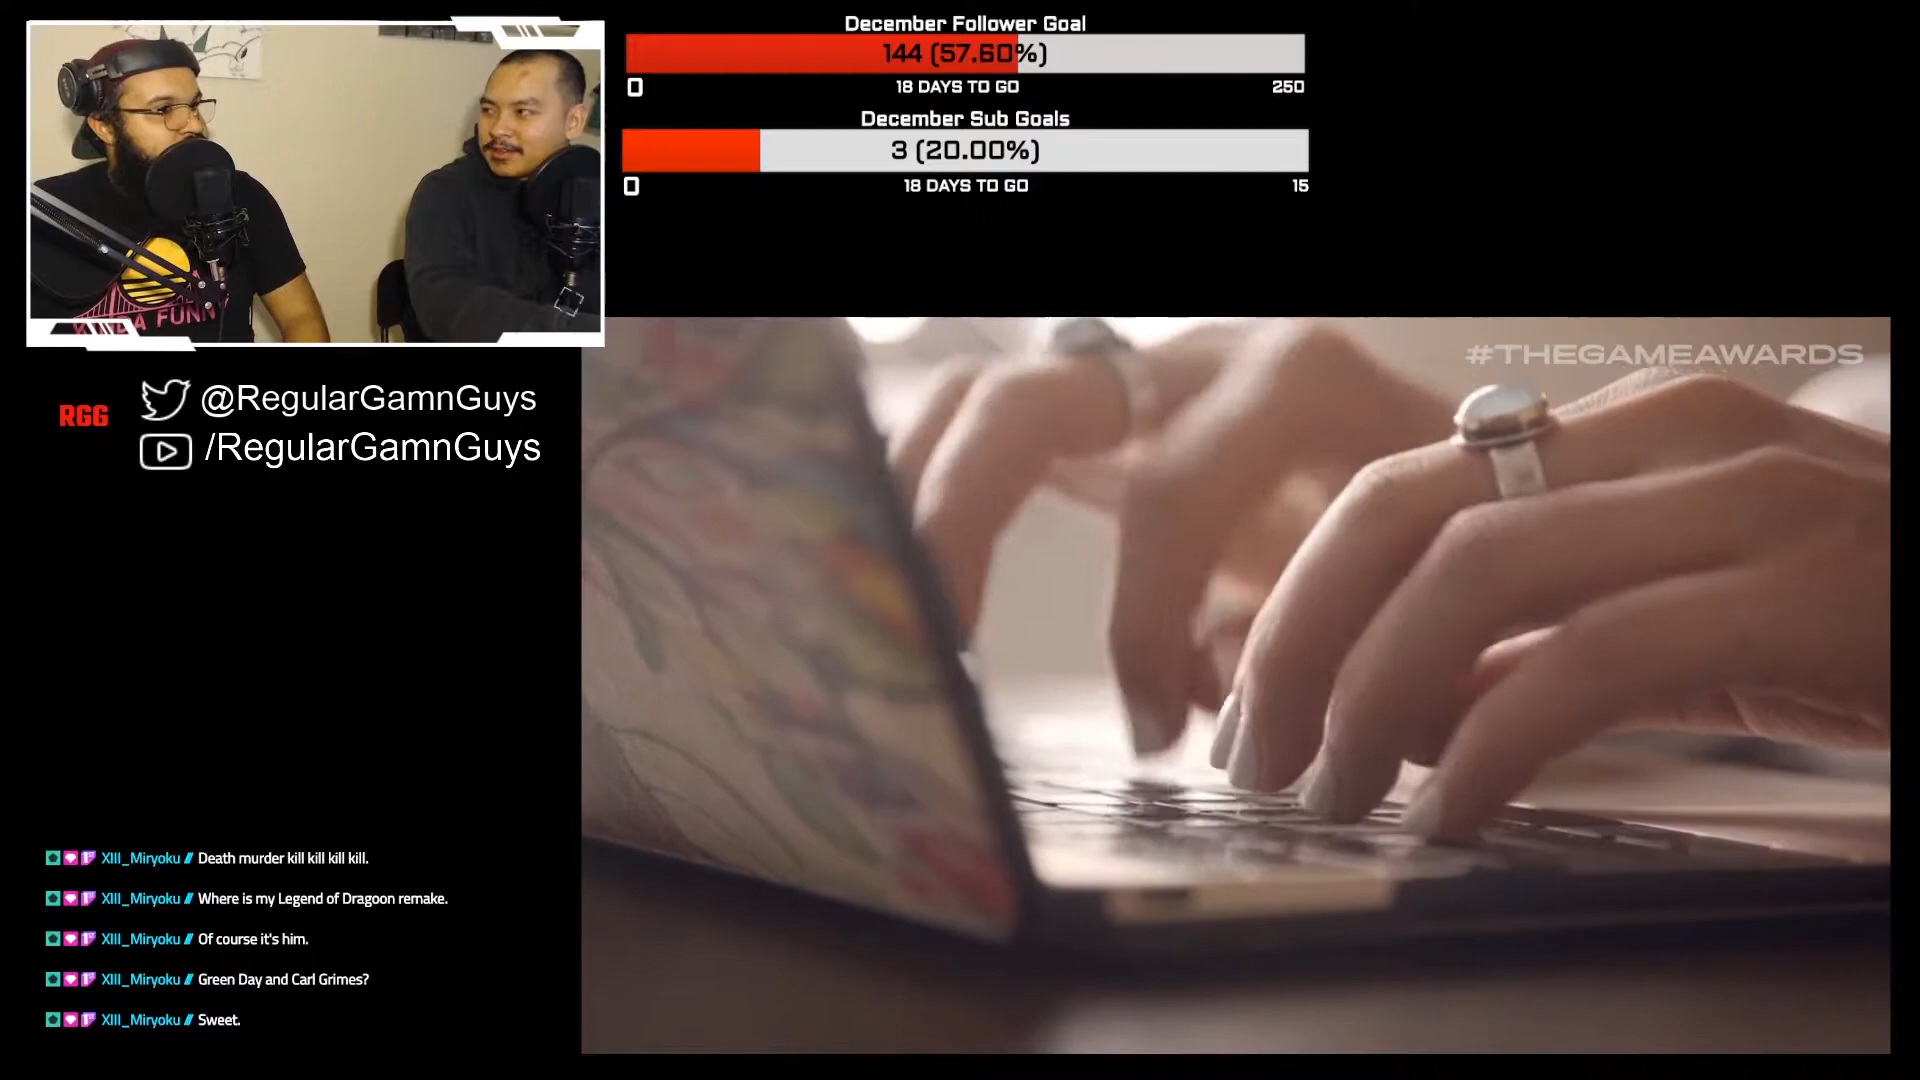 December Follower Goal
144 (57.60%)
0
18 DAYS TO GO
250
December Sub Goals
3 (20.00%)
0
18 DAYS TO GO
15
KINDA FUNNY
#THEGAMEAWARDS
RGG
@RegularGamnGuys
/RegularGamnGuys
XIII_Miryoku // Death murder kill kill kill kill.
XIII_Miryoku // Where is my Legend of Dragoon remake.
XIII_Miryoku // Of course it's him.
XIII_Miryoku // Green Day and Carl Grimes?
XIII_Miryoku // Sweet.